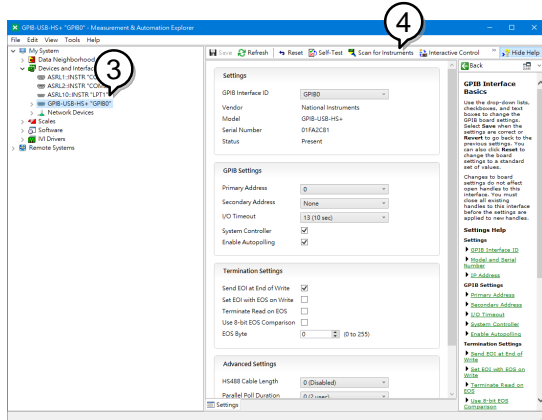 GPIB-USB-HS+ "GPIB0" - Measurement & Automation Explorer
4
File Edit View Tools Help
My System
Data Neighborhood
Devices and Interfac
ASRL1::INSTR "CO
ASRL2::INSTR "COM
ASRL10::INSTR "LPT1"
GPIB-USB-HS+ "GPIB0"
Network Devices
Scales
Software
IVI Drivers
Remote Systems
3
Save Refresh Reset Self-Test Scan for Instruments Interactive Control » Hide Help
Settings
GPIB Interface ID GPIB0
Vendor National Instruments
Model GPIB-USB-HS+
Serial Number 01FA2C81
Status Present
GPIB Settings
Primary Address 0
Secondary Address None
I/O Timeout 13 (10 sec)
System Controller
Enable Autopolling
Termination Settings
Send EOI at End of Write
Set EOI with EOS on Write
Terminate Read on EOS
Use 8-bit EOS Comparison
EOS Byte 0 (0 to 255)
Advanced Settings
HS488 Cable Length 0 (Disabled)
Parallel Poll Duration 0 (2 usec)
Settings
Back
GPIB Interface
Basics
Use the drop-down lists,
checkboxes, and text
boxes to change the
GPIB board settings.
Select Save when the
settings are correct or
Revert to go back to the
previous settings. You
can also click Reset to
change the board
settings to a standard
set of values.
Changes to board
settings do not affect
open handles to this
interface. You must
close all existing
handles to this interface
before the settings are
applied to new handles.
Settings Help
Settings
GPIB Interface ID
Model and Serial
Number
IP Address
GPIB Settings
Primary Address
Secondary Address
I/O Timeout
System Controller
Enable Autopolling
Termination Settings
Send EOI at End of
Write
Set EOI with EOS on
Write
Terminate Read on
EOS
Use 8-bit EOS
Comparison